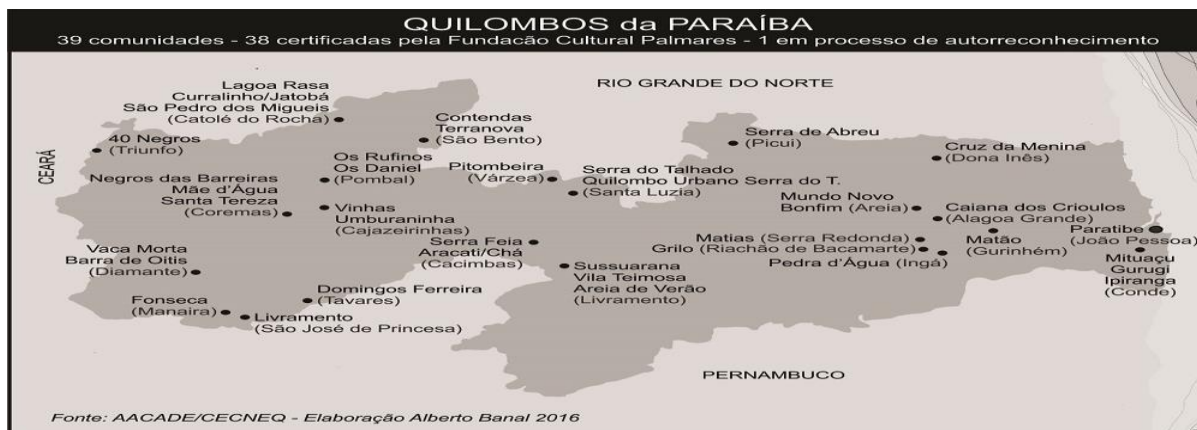 QUILOMBOS da PARAÍBA
39 comunidades - 38 certificadas pela Fundacão Cultural Palmares - 1 em processo de autorreconhecimento
RIO GRANDE DO NORTE
CEARÁ
Lagoa Rasa
Curralinho/Jatobá
São Pedro dos Migueis
(Catolé do Rocha)
40 Negros
(Triunfo)
Contendas
Terranova
(São Bento)
Os Rufinos
Os Daniel
(Pombal)
Negros das Barreiras
Mãe d'Água
Santa Tereza
(Coremas)
Vinhas
Umburaninha
(Cajazeirinhas)
Pitombeira
(Várzea)
Serra do Talhado
Quilombo Urbano Serra do T.
(Santa Luzia)
Serra de Abreu
(Picui)
Cruz da Menina
(Dona Inês)
Mundo Novo
Bonfim (Areia)
Caiana dos Crioulos
(Alagoa Grande)
Matias (Serra Redonda)
Grilo (Riachão de Bacamarte)
Pedra d'Água (Ingá)
Matão
(Gurinhém)
Paratibe
(João Pessoa)
Mituaçu
Gurugi
Ipiranga
(Conde)
Vaca Morta
Barra de Oitis
(Diamante)
Serra Feia
Aracati/Chá
(Cacimbas)
Sussuarana
Vila Teimosa
Areia de Verão
(Livramento)
Fonseca
(Manaira)
Domingos Ferreira
(Tavares)
Livramento
(São José de Princesa)
PERNAMBUCO
Fonte: AACADE/CECNEQ - Elaboração Alberto Banal 2016